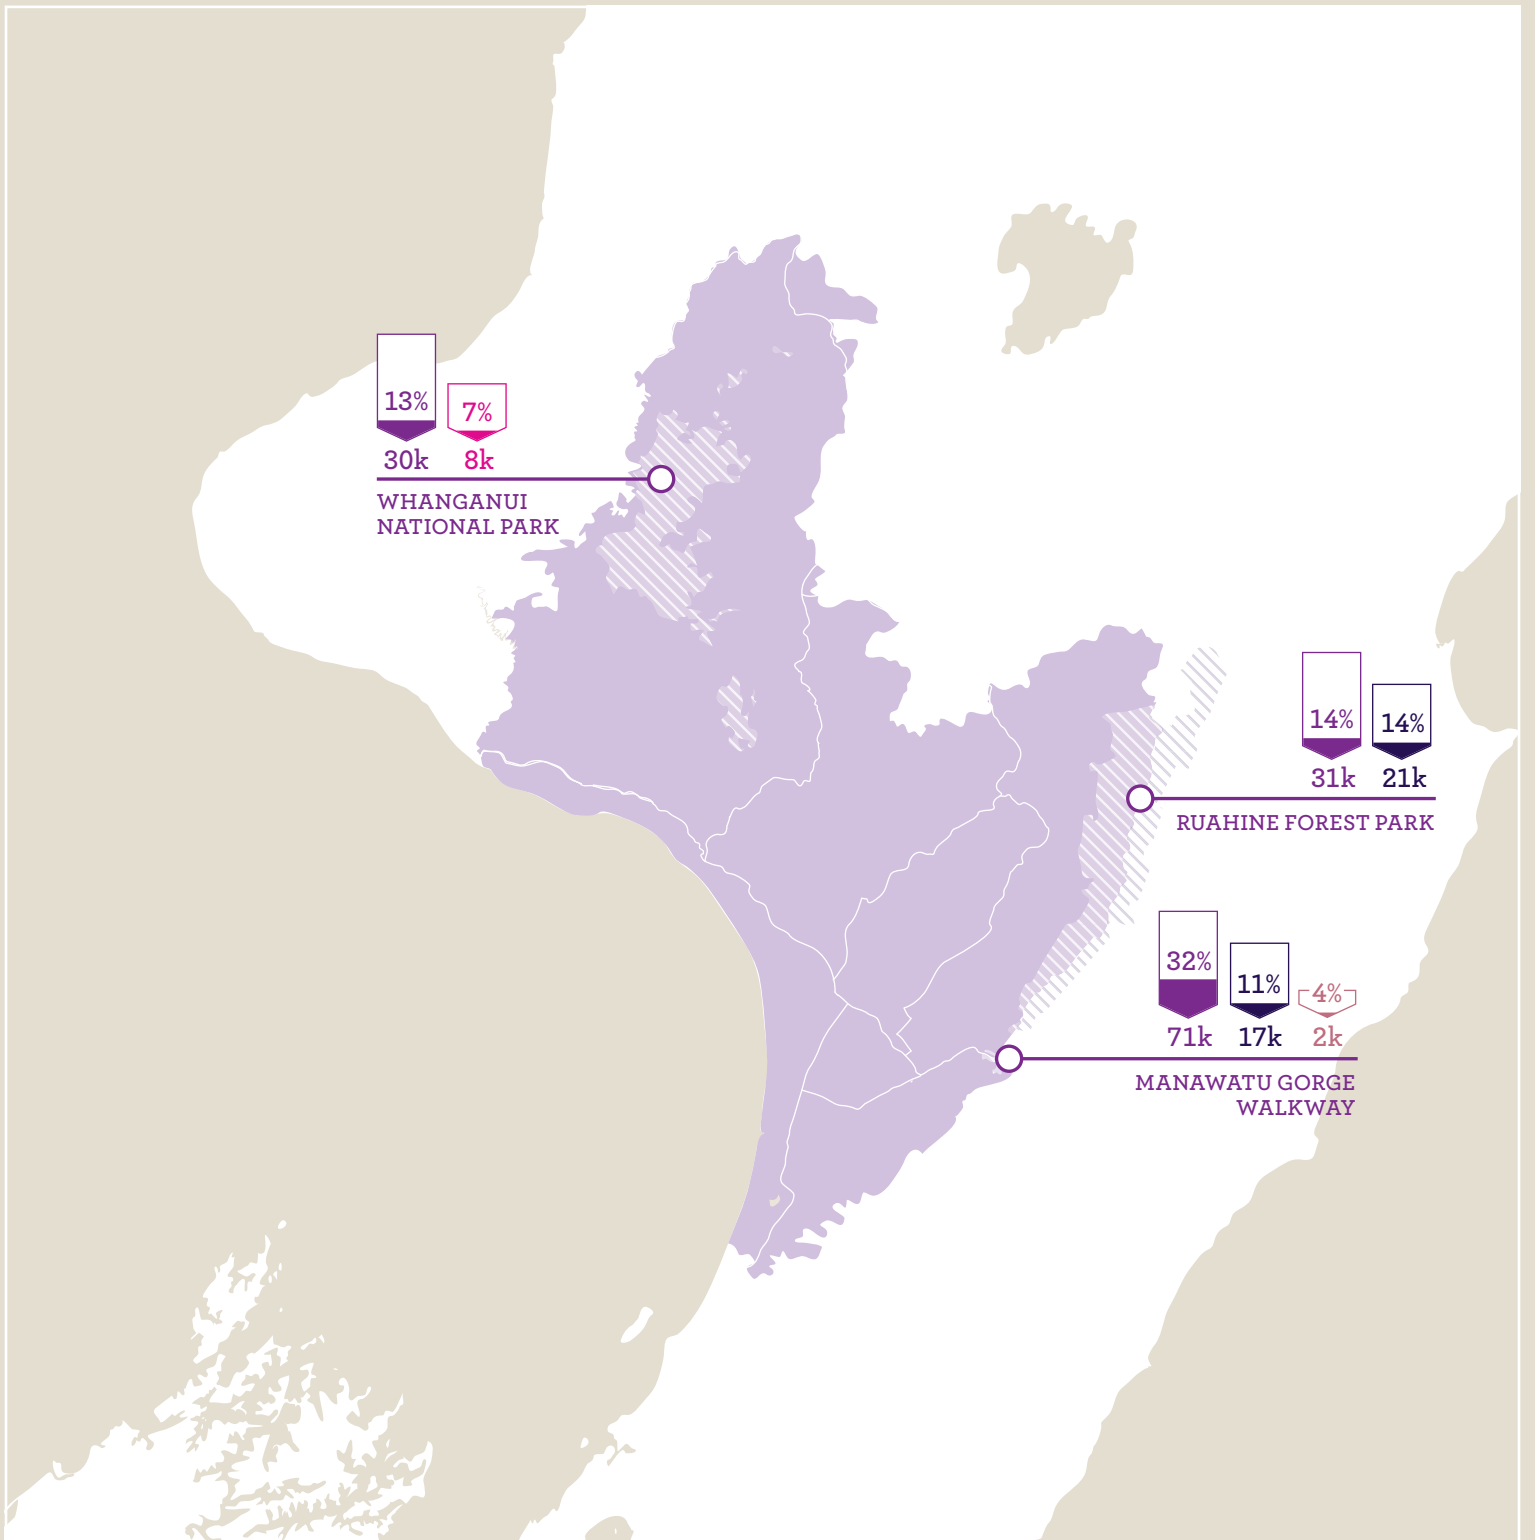 13%
7%
30k
8k
WHANGANUI
NATIONAL PARK
14%
14%
31k
21k
RUAHINE FOREST PARK
32%
11%
4%
71k
17k
2k
MANAWATU GORGE
WALKWAY